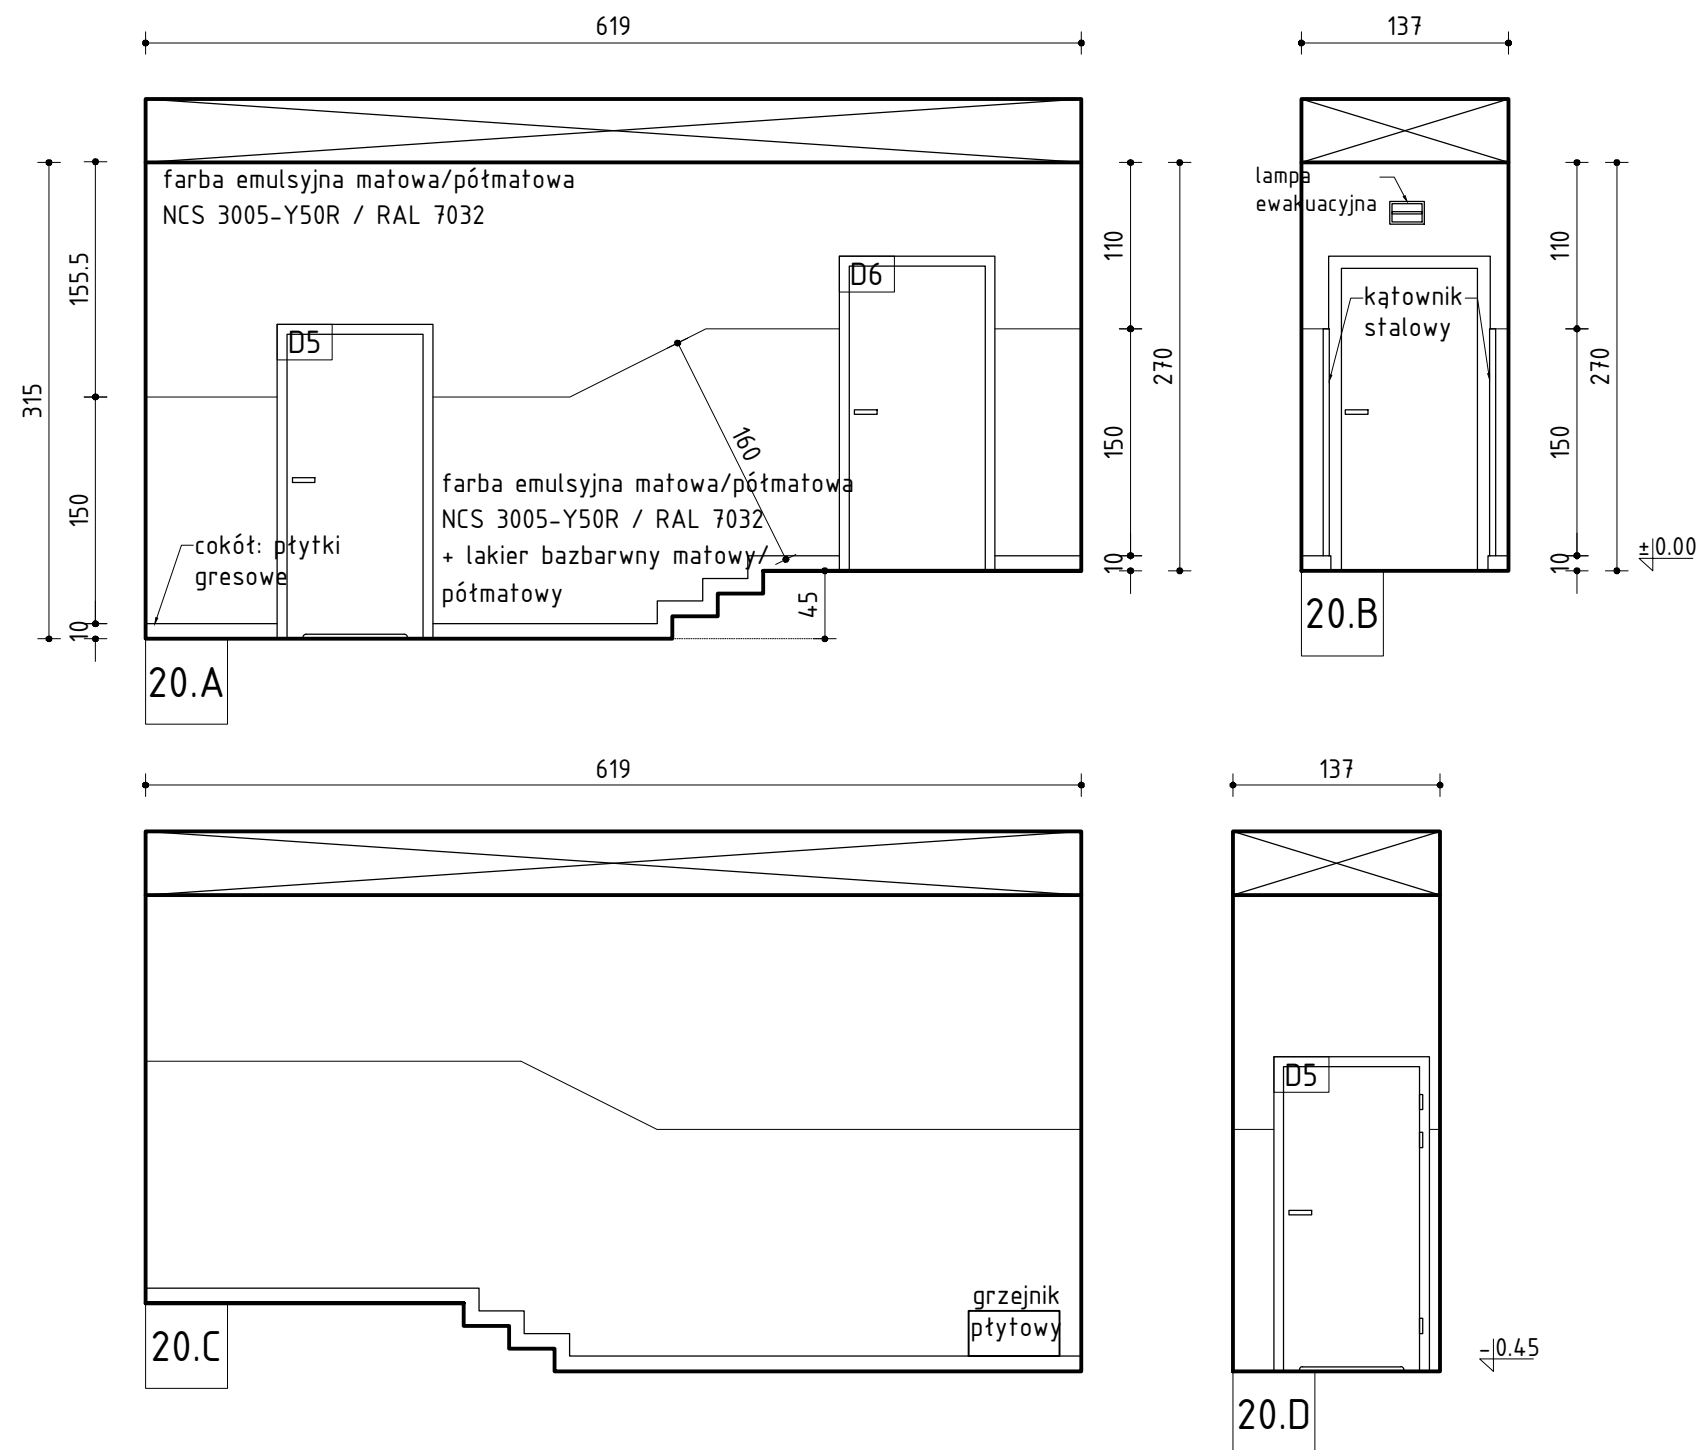 619
137
farba emulsyjna matowa/półmatowa
NCS 3005-Y50R / RAL 7032
lampa
ewakuacyjna
155.5
110
110
D6
D5
kątownik
stalowy
315
270
270
160
150
150
150
farba emulsyjna matowa/półmatowa
NCS 3005-Y50R / RAL 7032
+ lakier bazbarwny matowy/
półmatowy
cokół: płytki
gresowe
10
10
10
45
±0.00
20.A
20.B
619
137
D5
grzejnik
płytowy
-0.45
20.C
20.D